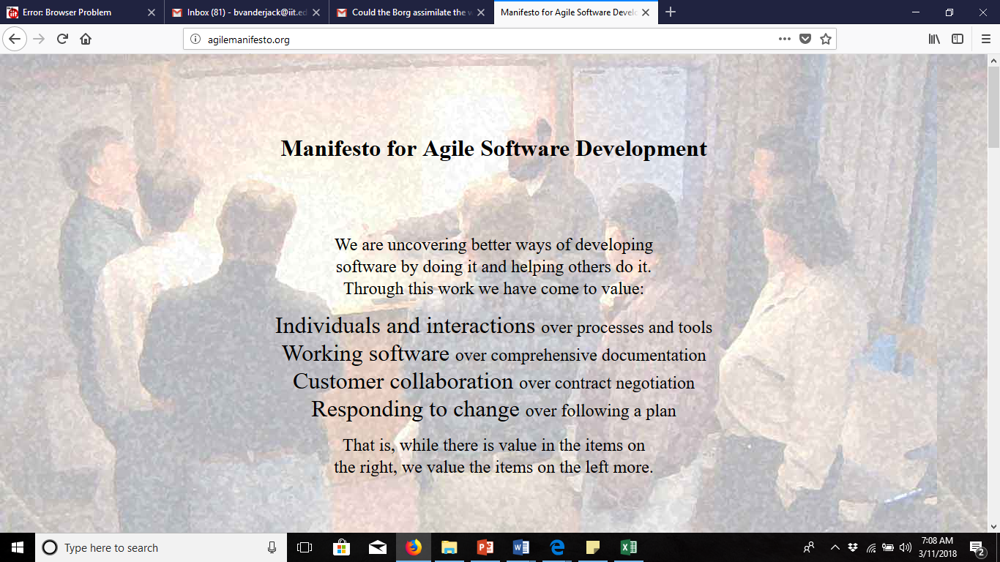 Error: Browser Problem
Inbox (81) - bvanderjack@iit.ed
Could the Borg assimilate the w
Manifesto for Agile Software Develo
agilemanifesto.org
Manifesto for Agile Software Development
We are uncovering better ways of developing
software by doing it and helping others do it.
Through this work we have come to value:
Individuals and interactions over processes and tools
Working software over comprehensive documentation
Customer collaboration over contract negotiation
Responding to change over following a plan
That is, while there is value in the items on
the right, we value the items on the left more.
Type here to search
7:08 AM
3/11/2018
2